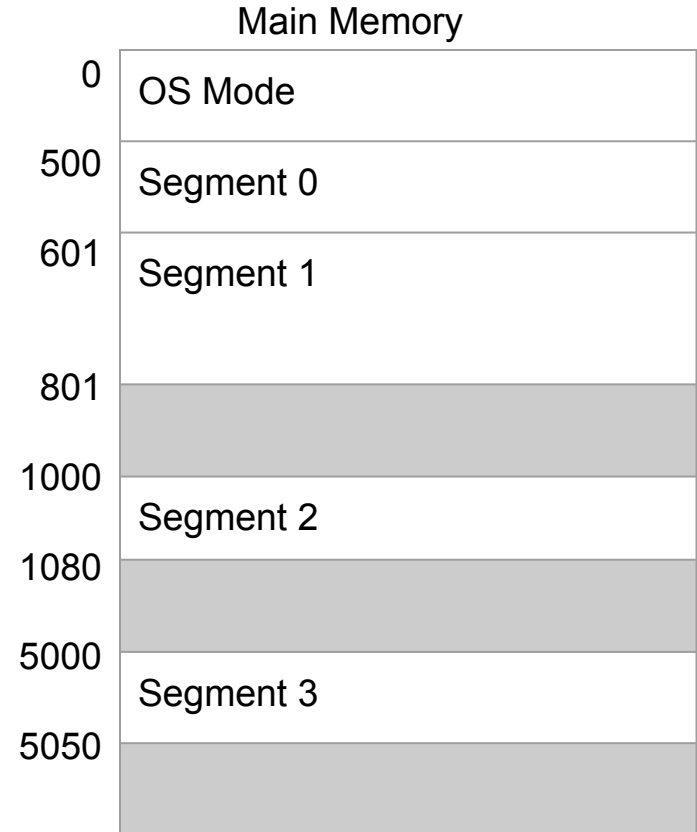 Main Memory
0
OS Mode
500
Segment 0
601
Segment 1
801
1000
Segment 2
1080
5000
Segment 3
5050